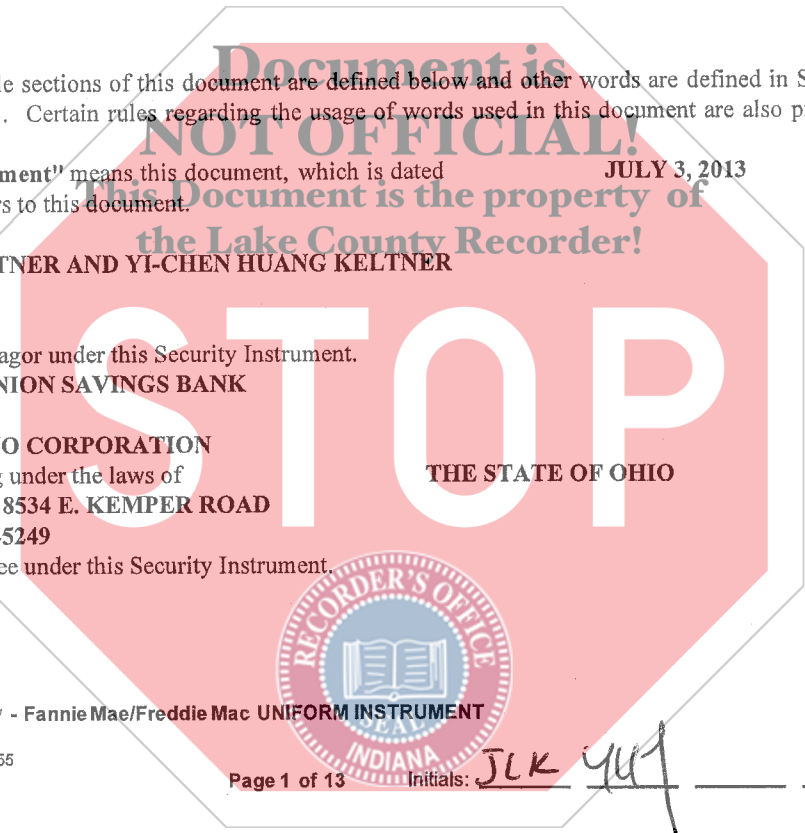 Document is
le sections of this document are defined below and other words are defined in S
. Certain rules regarding the usage of words used in this document are also p
NOT OFFICIAL!
ment" means this document, which is dated JULY 3, 2013
This Document is the property of
rs to this document.
the Lake County Recorder!
TNER AND YI-CHEN HUANG KELTNER
STOP
agor under this Security Instrument.
NION SAVINGS BANK
O CORPORATION
g under the laws of THE STATE OF OHIO
8534 E. KEMPER ROAD
5249
ee under this Security Instrument.
RECORDER'S OFFICE
SEAL
INDIANA
- Fannie Mae/Freddie Mac UNIFORM INSTRUMENT
55
Page 1 of 13 Initials: JLK